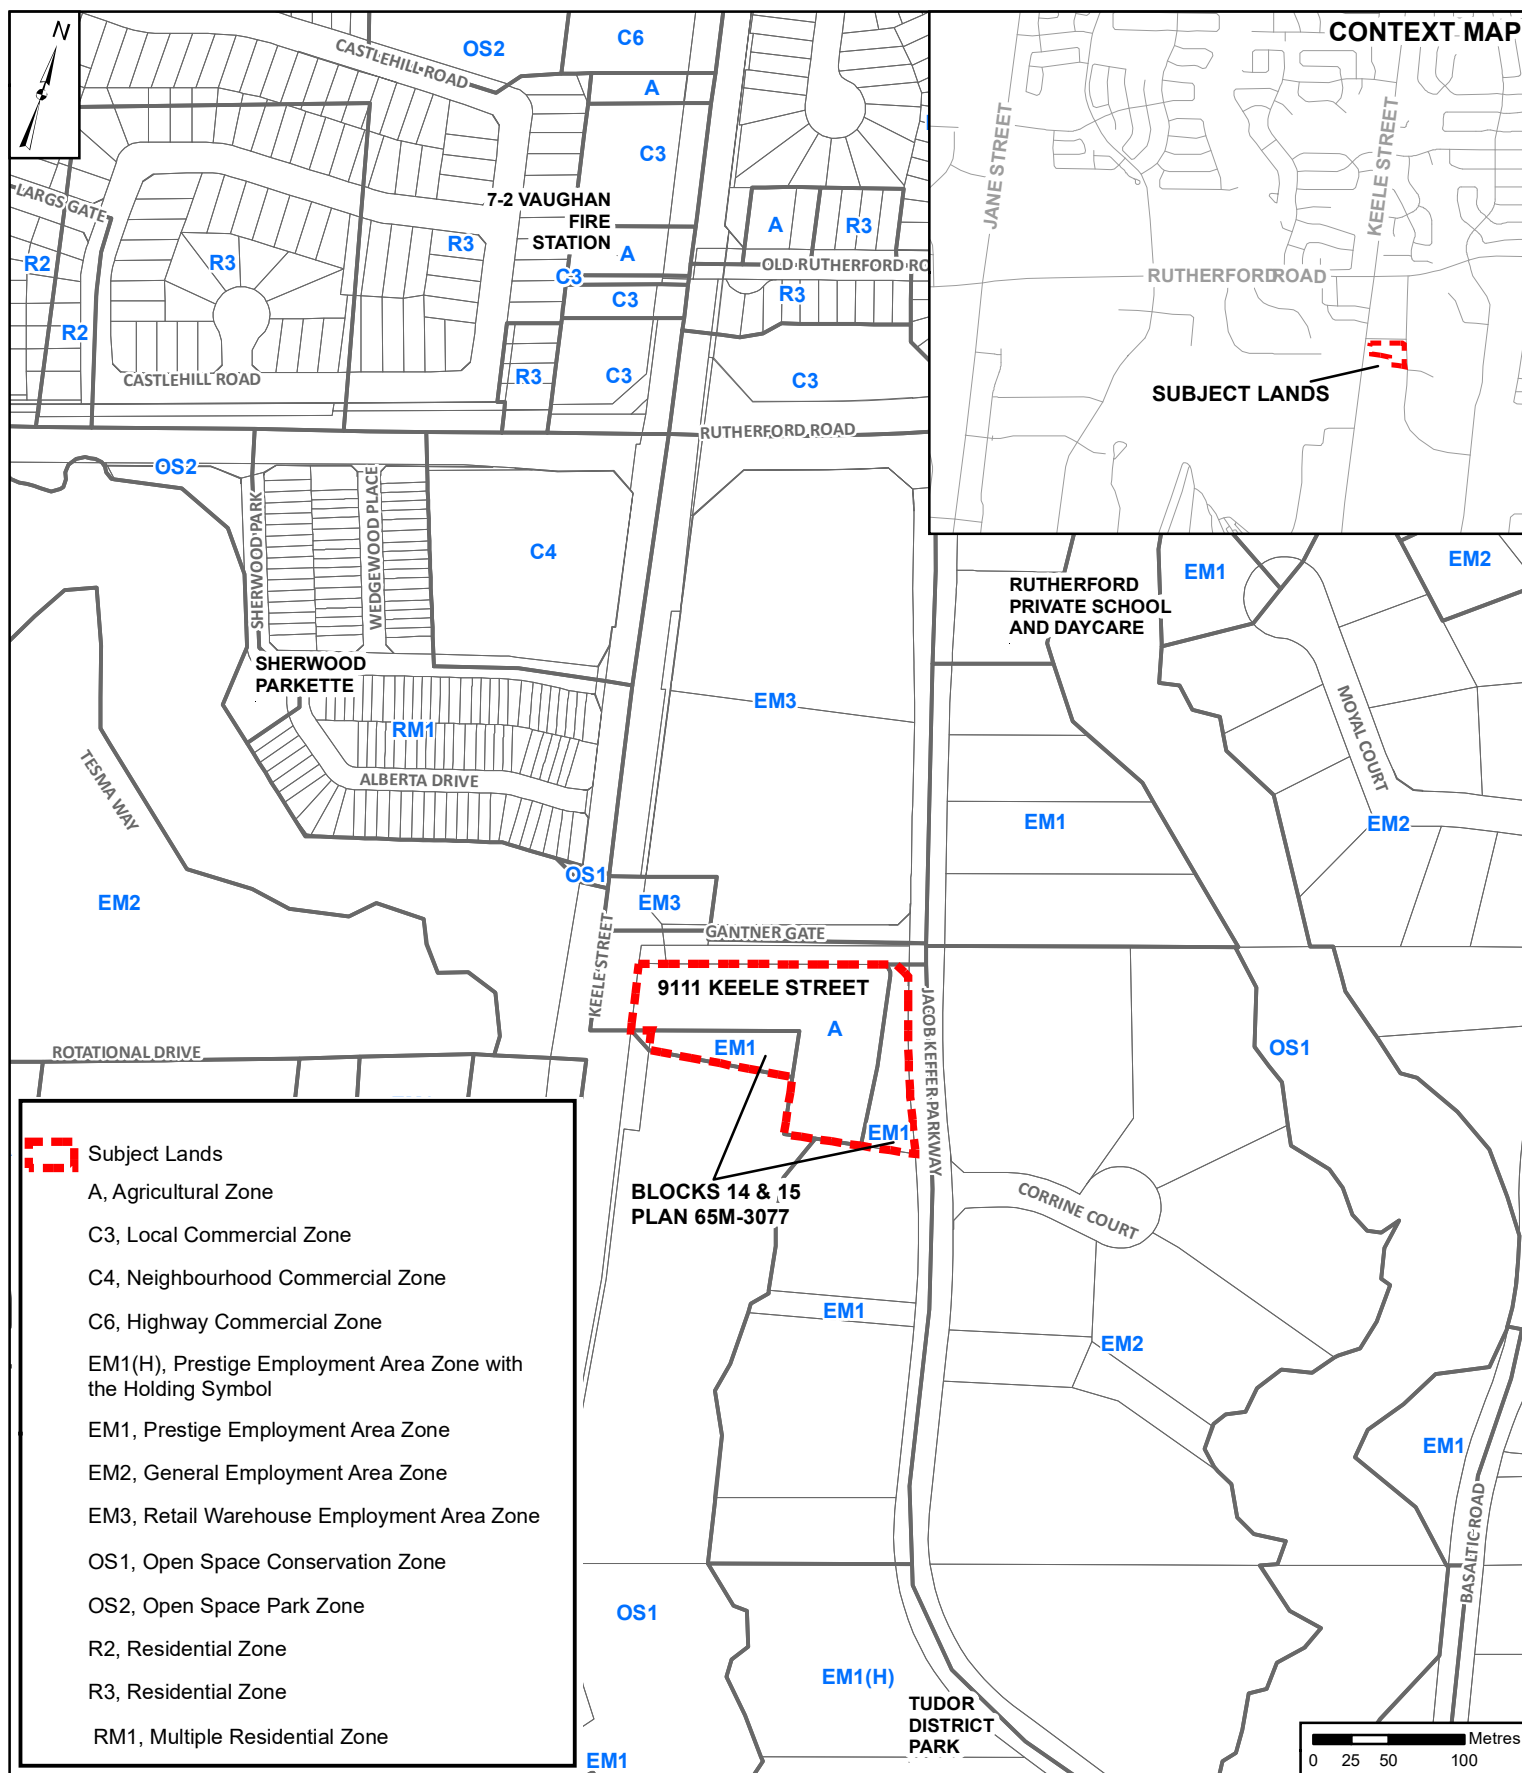 N
CASTLEHILL ROAD
OS2
C6
A
C3
CONTEXT MAP
JANE STREET
KEELE STREET
RUTHERFORD ROAD
SUBJECT LANDS
LARGS GATE
R2
R3
R3
7-2 VAUGHAN
FIRE
STATION
A
C3
C3
A
R3
OLD RUTHERFORD RO
R3
R2
CASTLEHILL ROAD
R3
C3
C3
RUTHERFORD ROAD
OS2
SHERWOOD PARK
WEDGEWOOD PLACE
C4
SHERWOOD
PARKETTE
RUTHERFORD
PRIVATE SCHOOL
AND DAYCARE
EM1
EM2
MOYAL COURT
EM3
RM1
ALBERTA DRIVE
TESMA WAY
EM1
EM2
OS1
EM2
EM3
KEELE STREET
GANTNER GATE
9111 KEELE STREET
A
EM1
EM1
JACOB KEFFER PARKWAY
OS1
ROTATIONAL DRIVE
BLOCKS 14 & 15
PLAN 65M-3077
CORRINE COURT
EM1
EM2
EM1
BASALTIC ROAD
OS1
EM1(H)
TUDOR
DISTRICT
PARK
EM1
Subject Lands
A, Agricultural Zone
C3, Local Commercial Zone
C4, Neighbourhood Commercial Zone
C6, Highway Commercial Zone
EM1(H), Prestige Employment Area Zone with
the Holding Symbol
EM1, Prestige Employment Area Zone
EM2, General Employment Area Zone
EM3, Retail Warehouse Employment Area Zone
OS1, Open Space Conservation Zone
OS2, Open Space Park Zone
R2, Residential Zone
R3, Residential Zone
RM1, Multiple Residential Zone
Metres
0 25 50 100